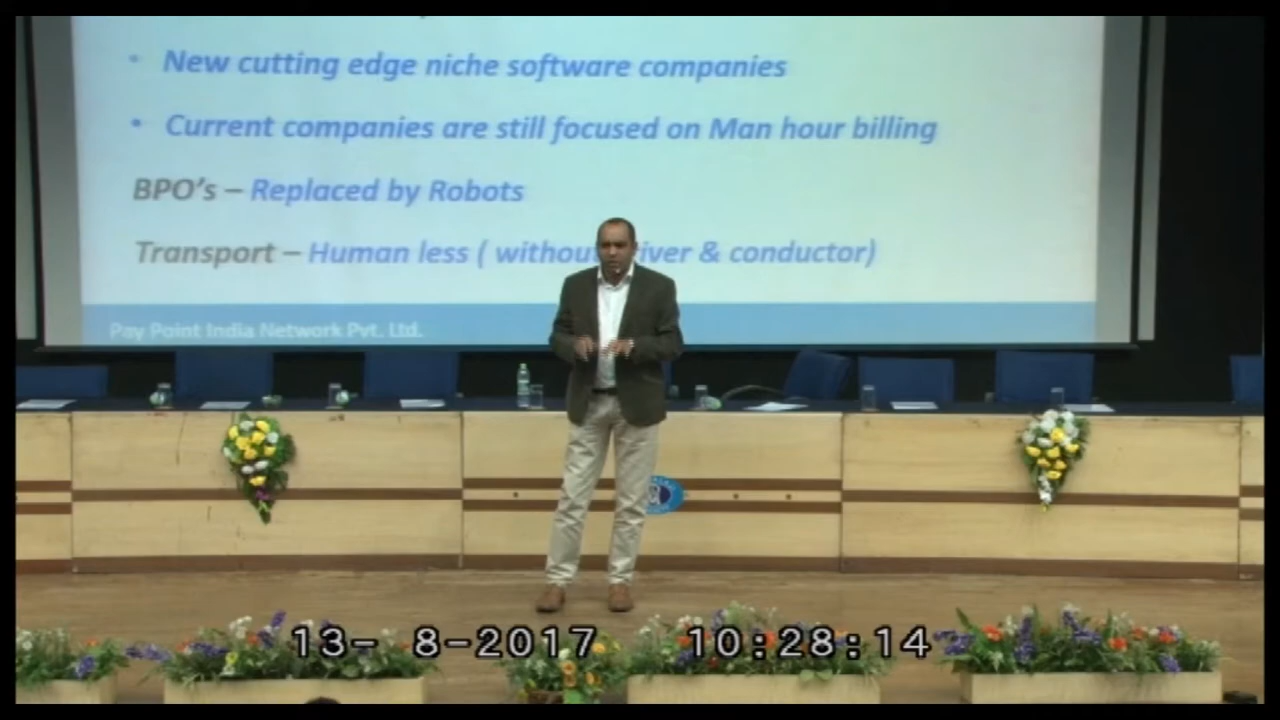 • New cutting edge niche software companies
• Current companies are still focused on Man hour billing
BPO's – Replaced by Robots
Transport – Human less ( without driver & conductor)
Pay Point India Network Pvt. Ltd.
13- 8-2017 10:28:14